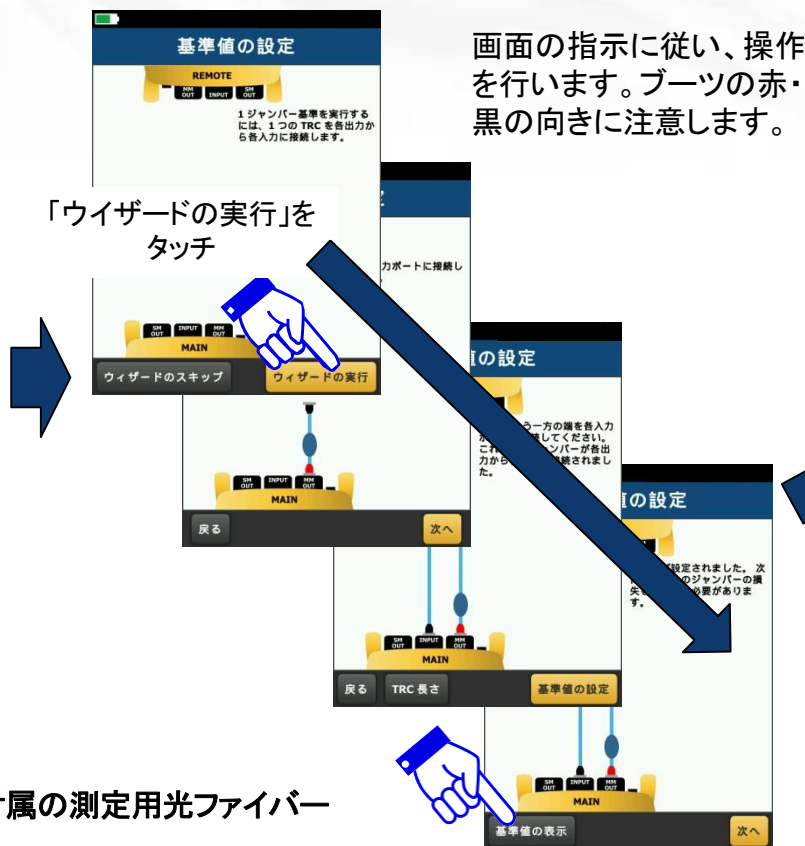 画面の指示に従い、操作
を行います。ブーツの赤・
黒の向きに注意します。
基準値の設定
REMOTE
MM OUT INPUT SM OUT
1 ジャンパー基準を実行する
には、1 つの TRC を各出力か
ら各入力に接続します。
「ウイザードの実行」を
タッチ
SM OUT INPUT MM OUT
MAIN
ウィザードのスキップ ウィザードの実行
力ポートに接続し
SM OUT INPUT MM OUT
MAIN
戻る 次へ
の設定
う一方の端を各入力
してください。
これ ンパーが各出
力から 続されまし
た。
SM OUT INPUT MM OUT
MAIN
戻る TRC 長さ 基準値の設定
の設定
設定されました。 次
のジャンパーの損
失 必要がありま
す。
SM OUT INPUT MM OUT
MAIN
基準値の表示 次へ
属の測定用光ファイバー